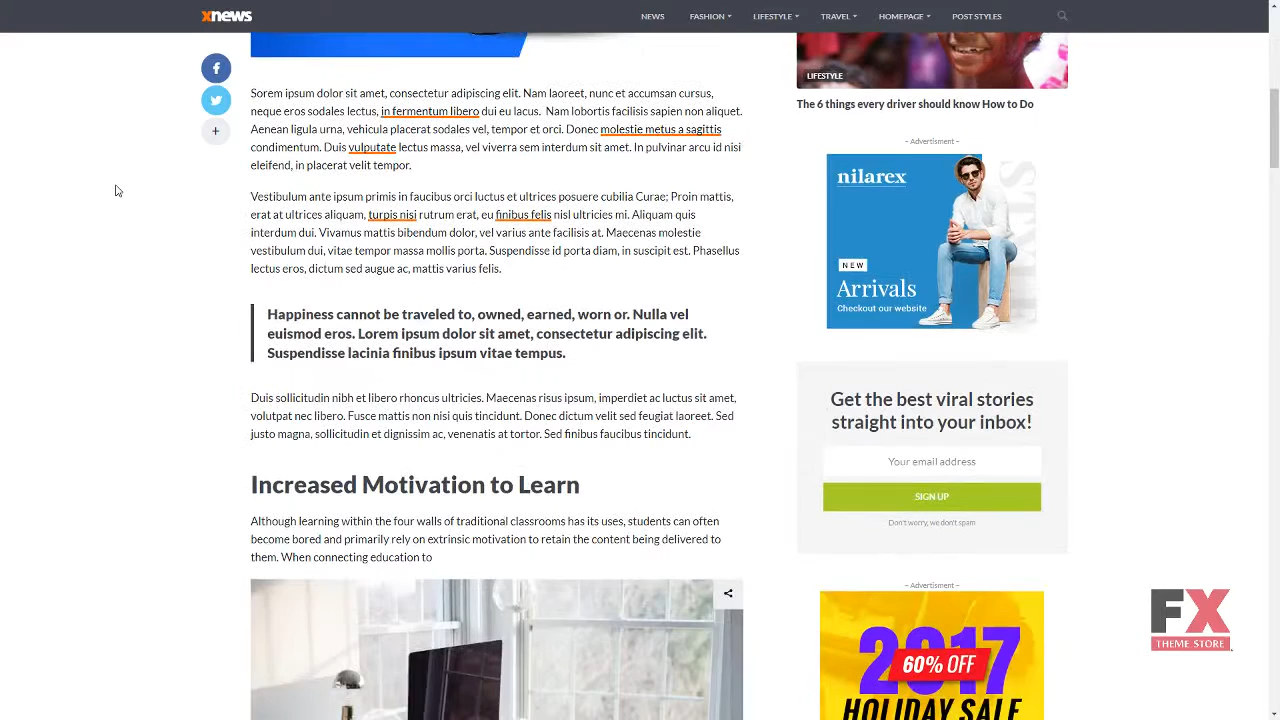 xnews
NEWS
FASHION
LIFESTYLE
TRAVEL
HOMEPAGE
POST STYLES
Sorem ipsum dolor sit amet, consectetur adipiscing elit. Nam laoreet, nunc et accumsan cursus,
neque eros sodales lectus, in fermentum libero dui eu lacus. Nam lobortis facilisis sapien non aliquet.
Aenean ligula urna, vehicula placerat sodales vel, tempor et orci. Donec molestie metus a sagittis
condimentum. Duis vulputate lectus massa, vel viverra sem interdum sit amet. In pulvinar arcu id nisi
eleifend, in placerat velit tempor.
Vestibulum ante ipsum primis in faucibus orci luctus et ultrices posuere cubilia Curae; Proin mattis,
erat at ultrices aliquam, turpis nisi rutrum erat, eu finibus felis nisl ultricies mi. Aliquam quis
interdum dui. Vivamus mattis bibendum dolor, vel varius ante facilisis at. Maecenas molestie
vestibulum dui, vitae tempor massa mollis porta. Suspendisse id porta diam, in suscipit est. Phasellus
lectus eros, dictum sed augue ac, mattis varius felis.
Happiness cannot be traveled to, owned, earned, worn or. Nulla vel
euismod eros. Lorem ipsum dolor sit amet, consectetur adipiscing elit.
Suspendisse lacinia finibus ipsum vitae tempus.
Duis sollicitudin nibh et libero rhoncus ultricies. Maecenas risus ipsum, imperdiet ac luctus sit amet,
volutpat nec libero. Fusce mattis non nisi quis tincidunt. Donec dictum velit sed feugiat laoreet. Sed
justo magna, sollicitudin et dignissim ac, venenatis at tortor. Sed finibus faucibus tincidunt.
Increased Motivation to Learn
Although learning within the four walls of traditional classrooms has its uses, students can often
become bored and primarily rely on extrinsic motivation to retain the content being delivered to
them. When connecting education to
LIFESTYLE
The 6 things every driver should know How to Do
– Advertisment –
nilarex
NEW
Arrivals
Checkout our website
Get the best viral stories
straight into your inbox!
Your email address
SIGN UP
Don't worry, we don't spam
– Advertisment –
2017
60% OFF
HOLIDAY SALE
FX
THEME STORE